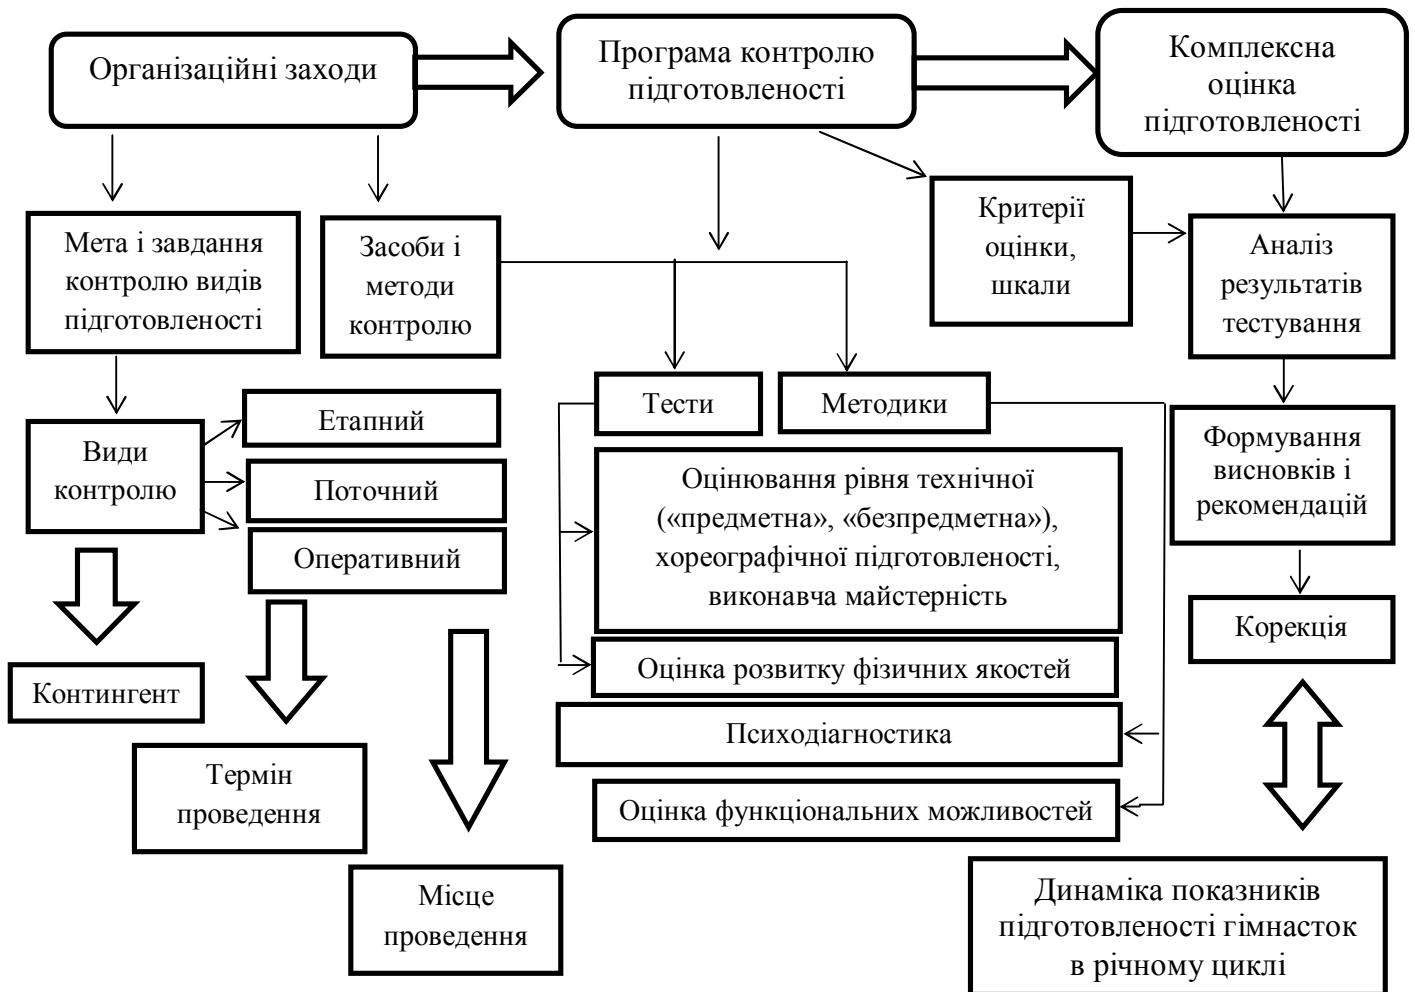 Організаційні заходи
Програма контролю
підготовленості
Комплексна
оцінка
підготовленості
Мета і завдання
контролю видів
підготовленості
Засоби і
методи
контролю
Критерії
оцінки,
шкали
Аналіз
результатів
тестування
Тести
Методики
Види
контролю
Етапний
Поточний
Оперативний
Оцінювання рівня технічної
(«предметна», «безпредметна»),
хореографічної підготовленості,
виконавча майстерність
Формування
висновків і
рекомендацій
Оцінка розвитку фізичних якостей
Корекція
Контингент
Психодіагностика
Термін
проведення
Оцінка функціональних можливостей
Місце
проведення
Динаміка показників
підготовленості гімнасток
в річному циклі